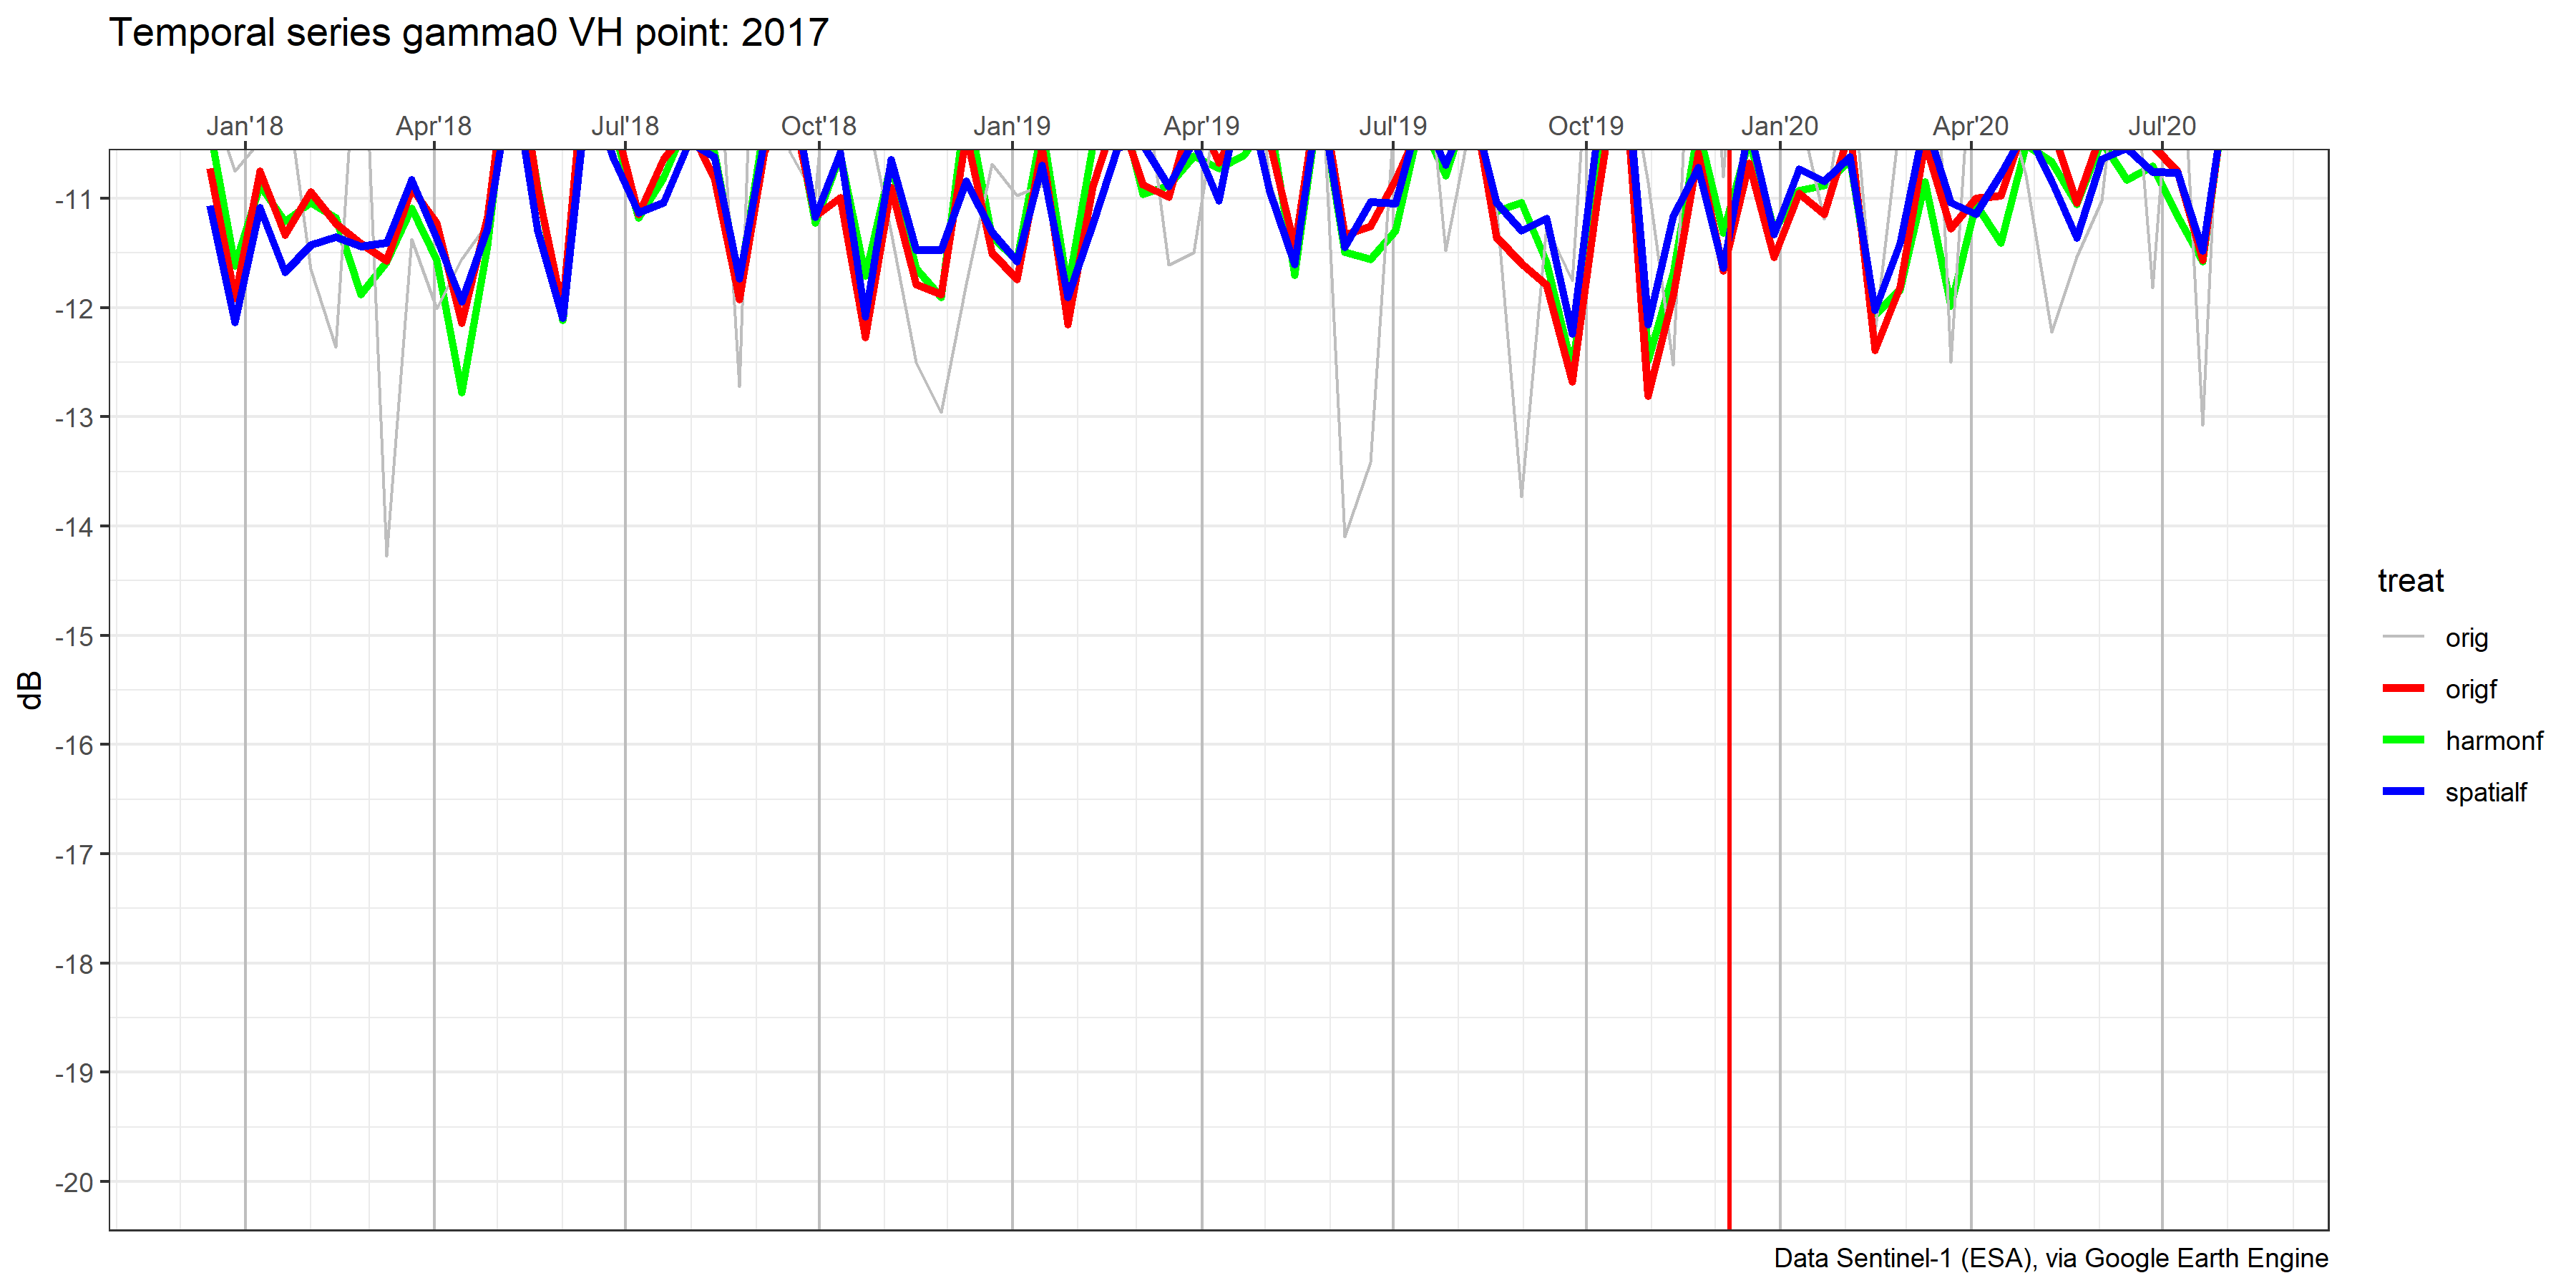 Temporal series gamma0 VH point: 2017
Jan'18 Apr'18 Jul'18 Oct'18 Jan'19 Apr'19 Jul'19 Oct'19 Jan'20 Apr'20 Jul'20
-11
-12
-13
-14
-15
-16
-17
-18
-19
-20
dB
treat
orig
origf
harmonf
spatialf
Data Sentinel-1 (ESA), via Google Earth Engine